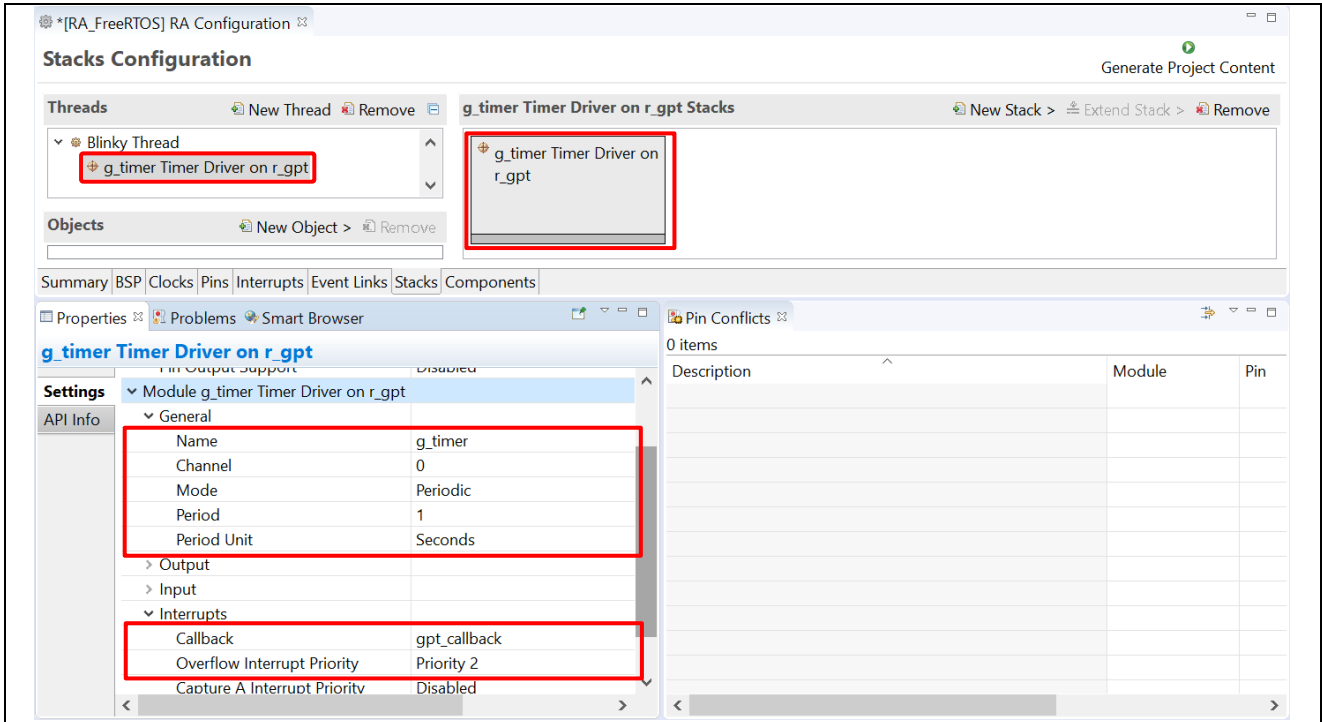 *[RA_FreeRTOS] RA Configuration
Stacks Configuration
Generate Project Content
Threads
New Thread Remove
g_timer Timer Driver on r_gpt Stacks
New Stack > Extend Stack > Remove
Blinky Thread
g_timer Timer Driver on r_gpt
g_timer Timer Driver on
r_gpt
Objects
New Object > Remove
Summary BSP Clocks Pins Interrupts Event Links Stacks Components
Properties Problems Smart Browser
g_timer Timer Driver on r_gpt
Settings
API Info
Pin Output Support Disabled
Module g_timer Timer Driver on r_gpt
General
Name g_timer
Channel 0
Mode Periodic
Period 1
Period Unit Seconds
Output
Input
Interrupts
Callback gpt_callback
Overflow Interrupt Priority Priority 2
Capture A Interrupt Priority Disabled
Pin Conflicts
0 items
Description Module Pin